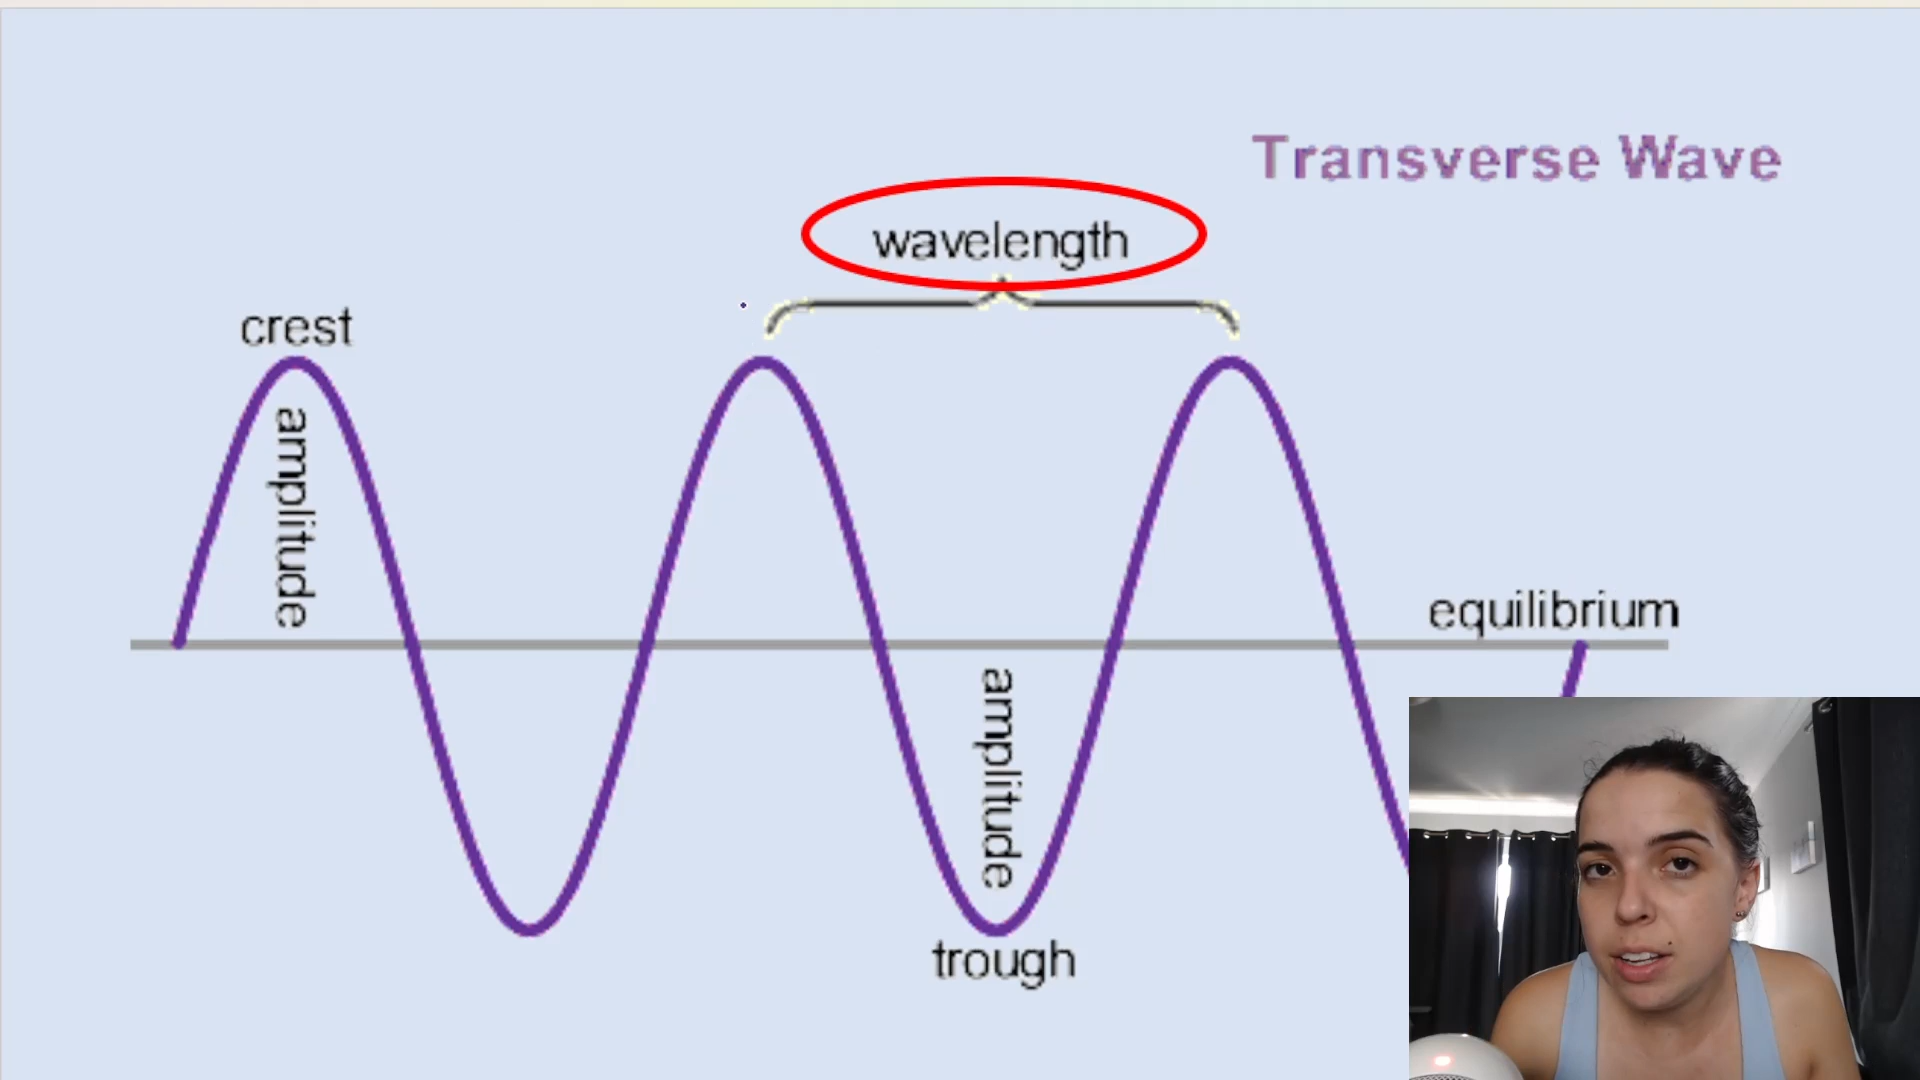 Transverse Wave
wavelength
crest
amplitude
equilibrium
amplitude
trough